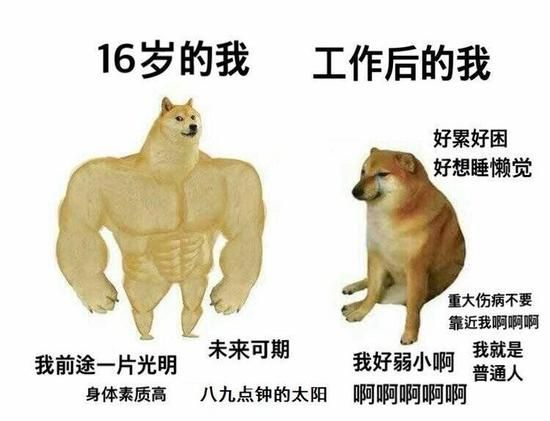 16岁的我
工作后的我
好累好困
好想睡懒觉
我前途一片光明
未来可期
身体素质高
八九点钟的太阳
重大伤病不要
靠近我啊啊啊
我好弱小啊
啊啊啊啊啊
我就是
普通人